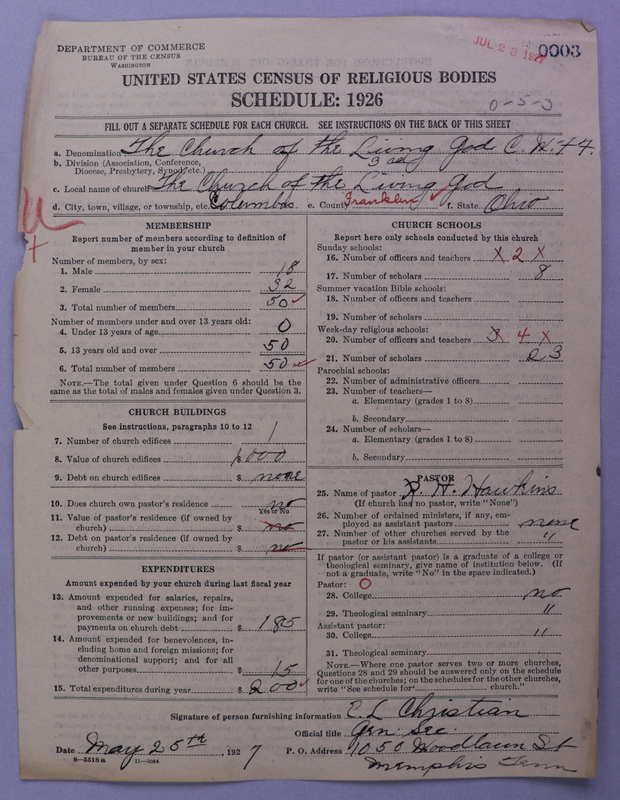 DEPARTMENT OF COMMERCE
BUREAU OF THE CENSUS
WASHINGTON
JUL 23 1927
0003
UNITED STATES CENSUS OF RELIGIOUS BODIES
SCHEDULE: 1926
0-5-3
FILL OUT A SEPARATE SCHEDULE FOR EACH CHURCH. SEE INSTRUCTIONS ON THE BACK OF THIS SHEET
a. Denomination The Church of the Living God C. W. F. F.
b. Division (Association, Conference, Diocese, Presbytery, Synod, etc.) 3rd
c. Local name of church The Church of the Living God
d. City, town, village, or township, etc. Columbus e. County Franklin f. State Ohio
MEMBERSHIP
Report number of members according to definition of
member in your church
Number of members, by sex:
1. Male 18
2. Female 32
3. Total number of members 50
Number of members under and over 13 years old:
4. Under 13 years of age 0
5. 13 years old and over 50
6. Total number of members 50
NOTE.—The total given under Question 6 should be the
same as the total of males and females given under Question 3.
CHURCH BUILDINGS
See instructions, paragraphs 10 to 12
7. Number of church edifices 1
8. Value of church edifices $ 1,000
9. Debt on church edifices $ none
10. Does church own pastor's residence no
Yes or No
11. Value of pastor's residence (if owned by
church) $ no
12. Debt on pastor's residence (if owned by
church) $ no
EXPENDITURES
Amount expended by your church during last fiscal year
13. Amount expended for salaries, repairs,
and other running expenses; for im-
provements or new buildings; and for
payments on church debt $ 185
14. Amount expended for benevolences, in-
cluding home and foreign missions; for
denominational support; and for all
other purposes $ 15
15. Total expenditures during year $ 200
CHURCH SCHOOLS
Report here only schools conducted by this church
Sunday schools:
16. Number of officers and teachers X 2 X
17. Number of scholars 8
Summer vacation Bible schools:
18. Number of officers and teachers
19. Number of scholars
Week-day religious schools:
20. Number of officers and teachers 3 4 X
21. Number of scholars 23
Parochial schools:
22. Number of administrative officers
23. Number of teachers—
a. Elementary (grades 1 to 8)
b. Secondary
24. Number of scholars—
a. Elementary (grades 1 to 8)
b. Secondary
PASTOR
25. Name of pastor H. Hawkins
(If church has no pastor, write "None")
26. Number of ordained ministers, if any, em-
ployed as assistant pastors none
27. Number of other churches served by the
pastor or his assistants "
If pastor (or assistant pastor) is a graduate of a college or
theological seminary, give name of institution below. (If
not a graduate, write "No" in the space indicated.)
Pastor: 0
28. College no
29. Theological seminary "
Assistant pastor:
30. College "
31. Theological seminary
NOTE.—Where one pastor serves two or more churches,
Questions 28 and 29 should be answered only on the schedule
for one of the churches; on the schedules for the other churches,
write "See schedule for church."
Signature of person furnishing information C. L. Christian
Official title Gen. Sec.
Date May 25th, 1927 P. O. Address 1050 Woodlawn St
Memphis Tenn
8—5518 a 11—9064